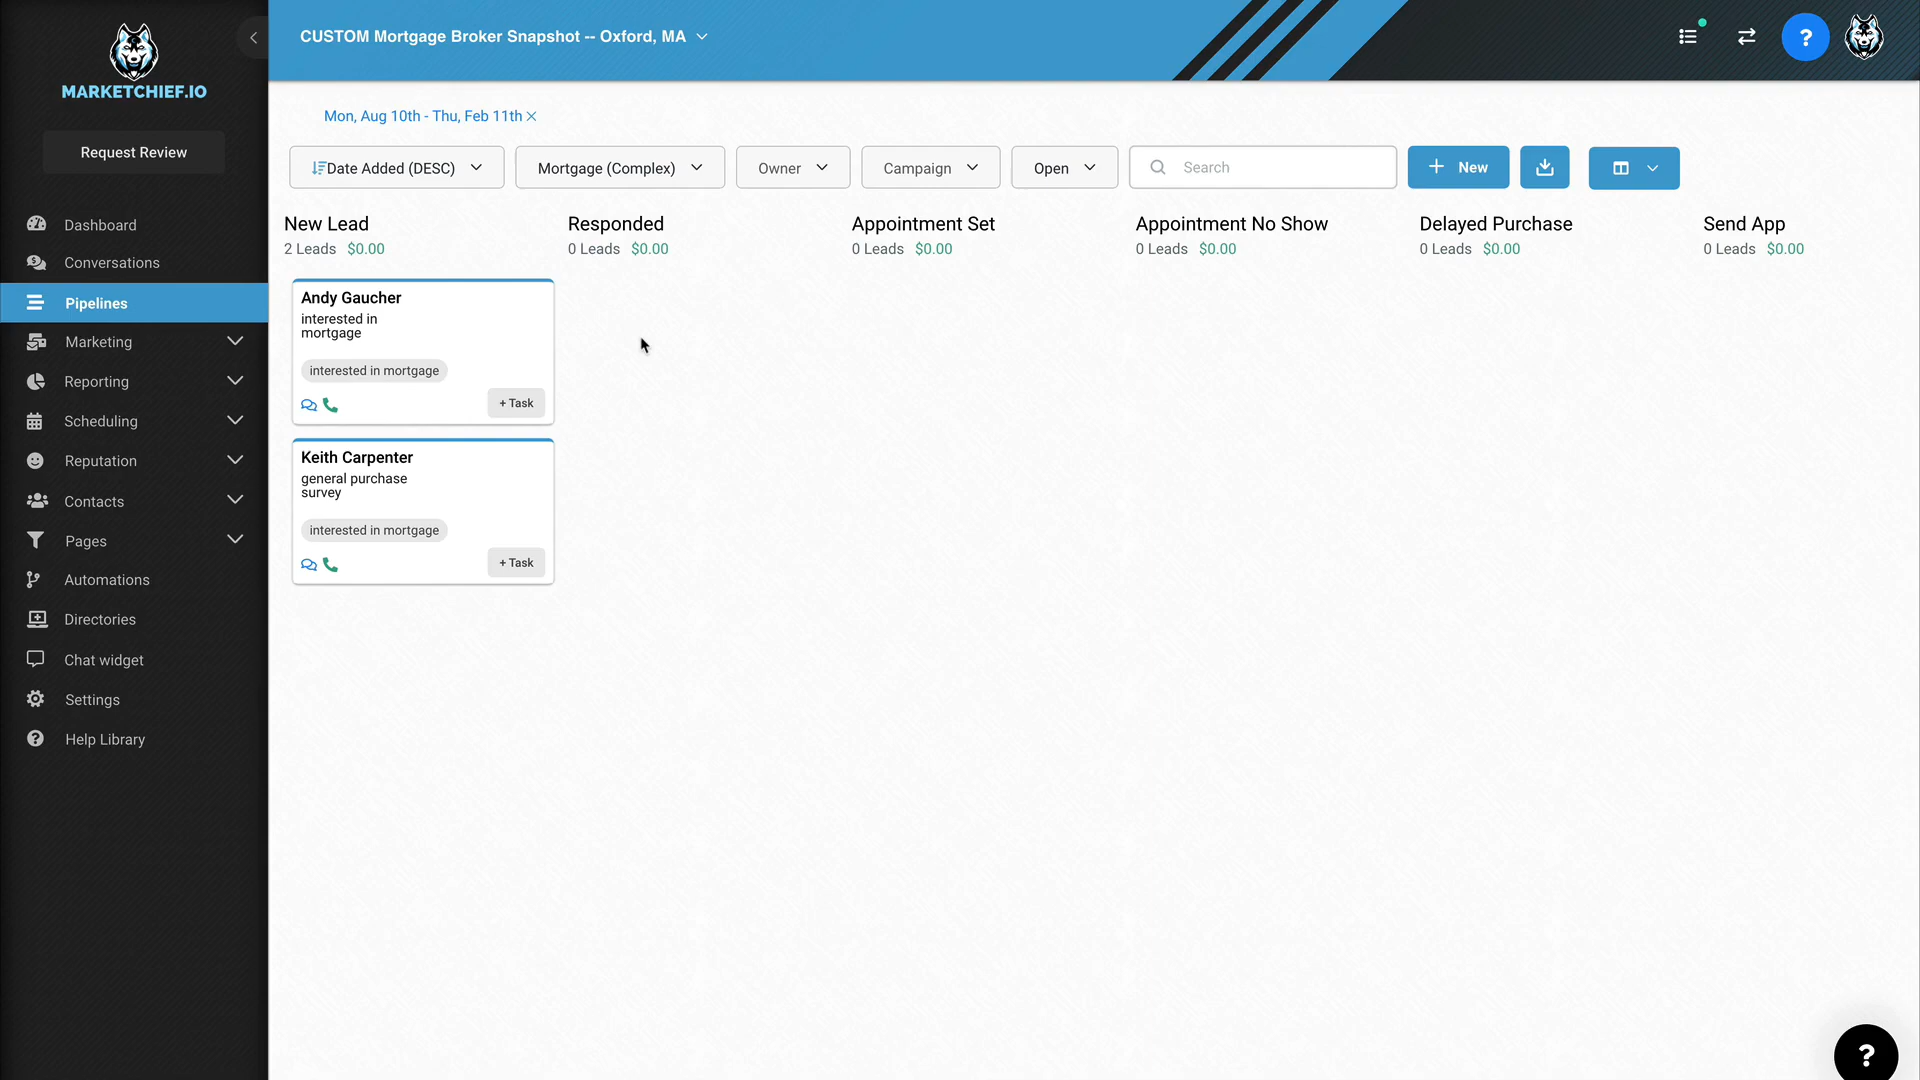 MARKETCHIEF.IO
Request Review
Dashboard
Conversations
Pipelines
Marketing
Reporting
Scheduling
Reputation
Contacts
Pages
Automations
Directories
Chat widget
Settings
Help Library
CUSTOM Mortgage Broker Snapshot -- Oxford, MA
?
Mon, Aug 10th - Thu, Feb 11th
Date Added (DESC)
Mortgage (Complex)
Owner
Campaign
Open
Search
+ New
New Lead
2 Leads $0.00
Responded
0 Leads $0.00
Appointment Set
0 Leads $0.00
Appointment No Show
0 Leads $0.00
Delayed Purchase
0 Leads $0.00
Send App
0 Leads $0.00
Andy Gaucher
interested in
mortgage
interested in mortgage
+ Task
Keith Carpenter
general purchase
survey
interested in mortgage
+ Task
?